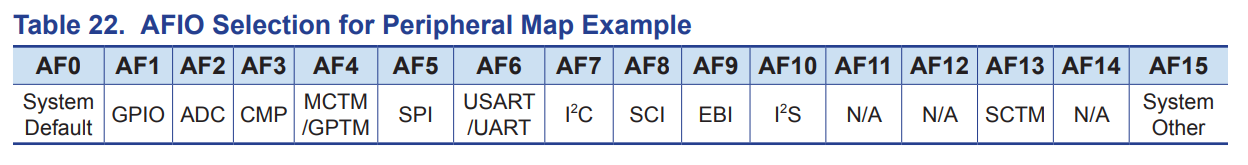 Table 22. AFIO Selection for Peripheral Map Example
AF0 AF1 AF2 AF3 AF4 AF5 AF6 AF7 AF8 AF9 AF10 AF11 AF12 AF13 AF14 AF15
System Default GPIO ADC CMP MCTM /GPTM SPI USART /UART I²C SCI EBI I²S N/A N/A SCTM N/A System Other